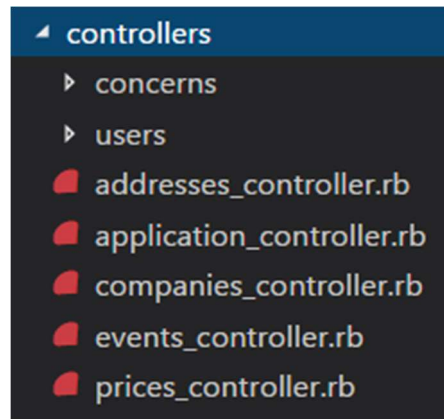 controllers
concerns
users
addresses_controller.rb
application_controller.rb
companies_controller.rb
events_controller.rb
prices_controller.rb